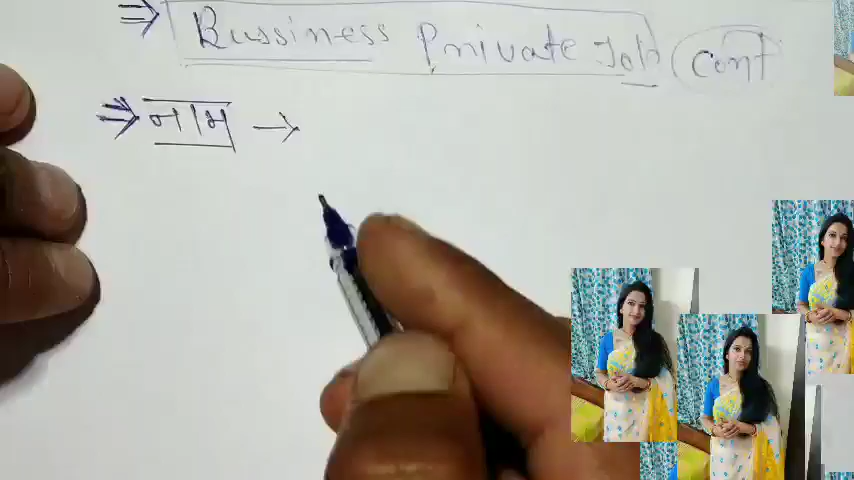 ⇒ Bussiness Private Job (Cont
⇒ নাম →